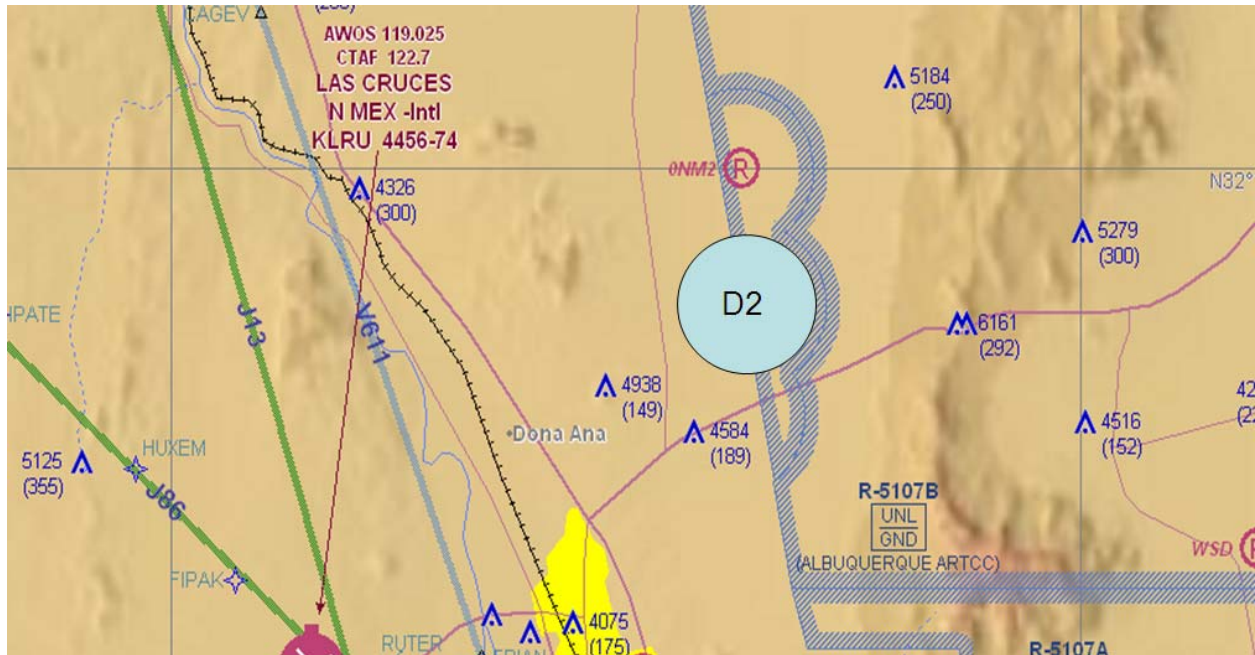 CAGEV
AWOS 119.025
CTAF 122.7
LAS CRUCES
N MEX -Intl
KLRU 4456-74
4326
(300)
5184
(250)
0NM2
R
N32°
5279
(300)
D2
J13
V611
6161
(292)
4938
(149)
4584
(189)
Dona Ana
4516
(152)
HUXEM
5125
(355)
J86
R-5107B
UNL
GND
(ALBUQUERQUE ARTCC)
WSD
FIPAK
4075
(175)
RUTER
R-5107A